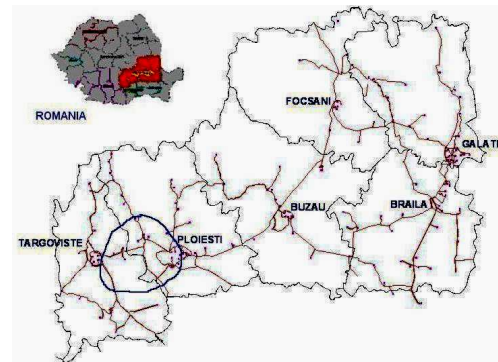 ROMANIA
FOCSANI
GALATI
BUZAU
BRAILA
TARGOVISTE
PLOIESTI